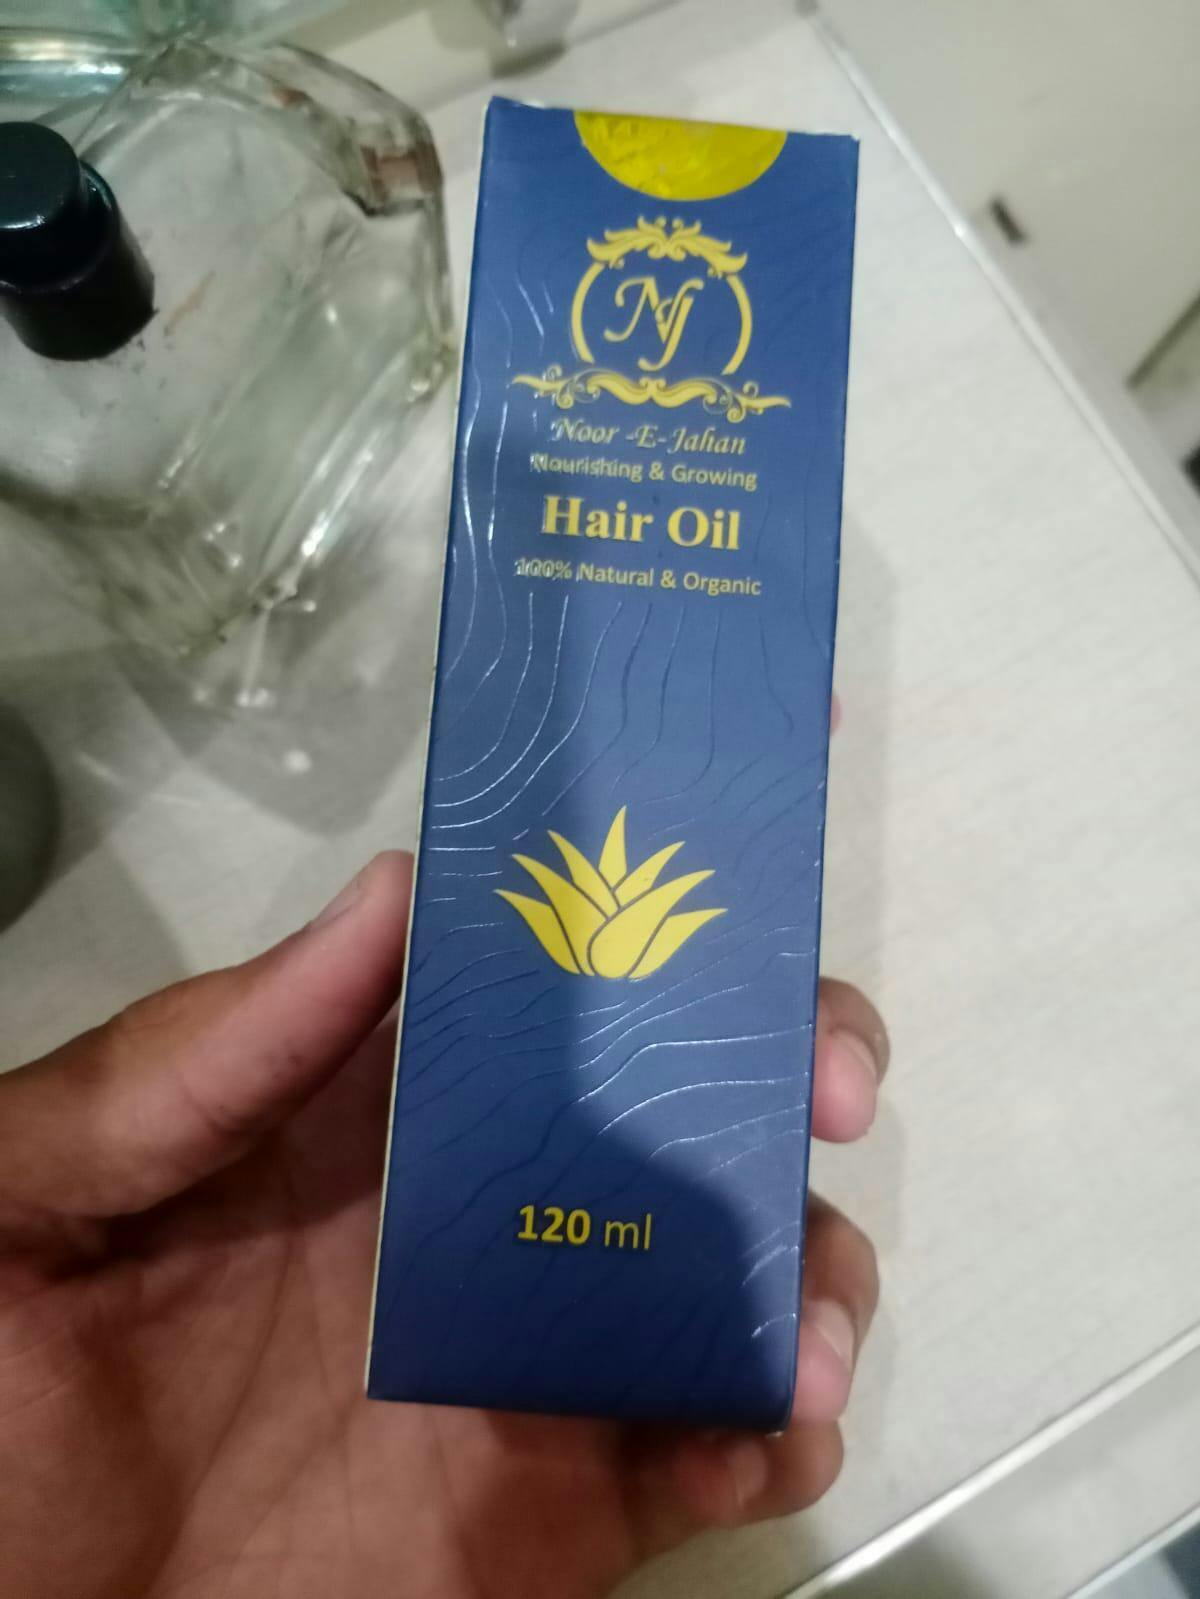 NJ
Noor -E- Jahan
Nourishing & Growing
Hair Oil
100% Natural & Organic
120 ml